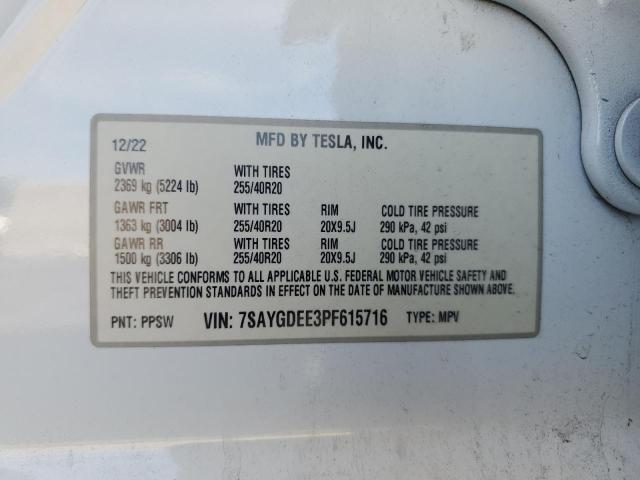 12/22 MFD BY TESLA, INC.
GVWR WITH TIRES
2369 kg (5224 lb) 255/40R20
GAWR FRT WITH TIRES RIM COLD TIRE PRESSURE
1363 kg (3004 lb) 255/40R20 20X9.5J 290 kPa, 42 psi
GAWR RR WITH TIRES RIM COLD TIRE PRESSURE
1500 kg (3306 lb) 255/40R20 20X9.5J 290 kPa, 42 psi
THIS VEHICLE CONFORMS TO ALL APPLICABLE U.S. FEDERAL MOTOR VEHICLE SAFETY AND
THEFT PREVENTION STANDARDS IN EFFECT ON THE DATE OF MANUFACTURE SHOWN ABOVE.
PNT: PPSW VIN: 7SAYGDEE3PF615716 TYPE: MPV